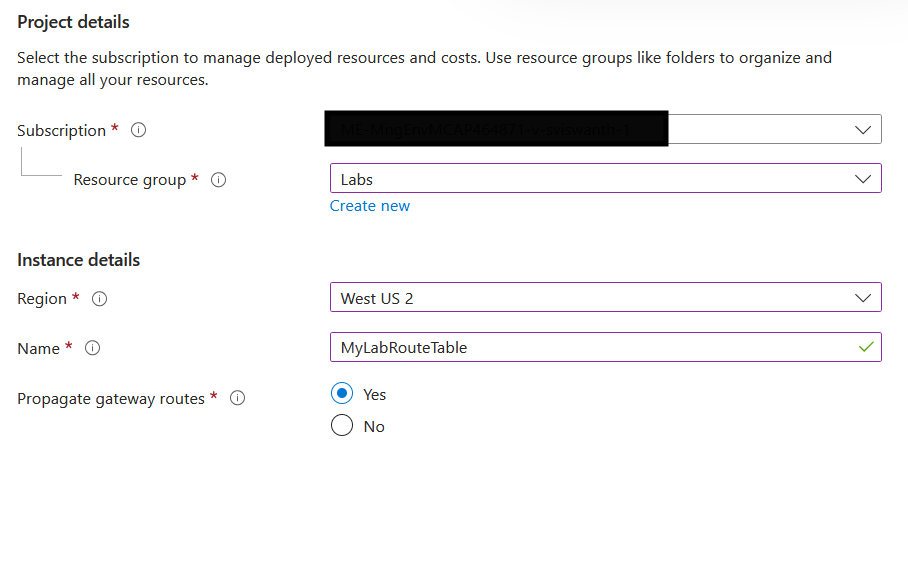 Project details
Select the subscription to manage deployed resources and costs. Use resource groups like folders to organize and
manage all your resources.
Subscription *
Resource group *
Labs
Create new
Instance details
Region *
West US 2
Name *
MyLabRouteTable
Propagate gateway routes *
Yes
No